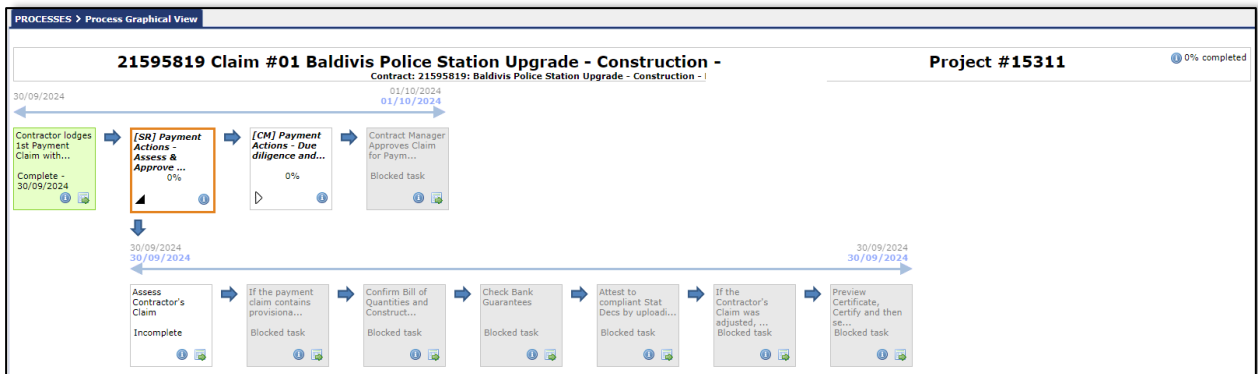 PROCESSES > Process Graphical View
21595819 Claim #01 Baldivis Police Station Upgrade - Construction -
Project #15311
0% completed
Contract: 21595819: Baldivis Police Station Upgrade - Construction -
30/09/2024
01/10/2024
01/10/2024
Contractor lodges
1st Payment
Claim with...
Complete -
30/09/2024
[SR] Payment
Actions -
Assess &
Approve ...
0%
[CM] Payment
Actions - Due
diligence and...
0%
Contract Manager
Approves Claim
for Paym...
Blocked task
30/09/2024
30/09/2024
30/09/2024
30/09/2024
Assess
Contractor's
Claim
Incomplete
If the payment
claim contains
provisiona...
Blocked task
Confirm Bill of
Quantities and
Construct...
Blocked task
Check Bank
Guarantees
Blocked task
Attest to
compliant Stat
Decs by uploadi...
Blocked task
If the
Contractor's
Claim was
adjusted, ...
Blocked task
Preview
Certificate,
Certify and then
se...
Blocked task